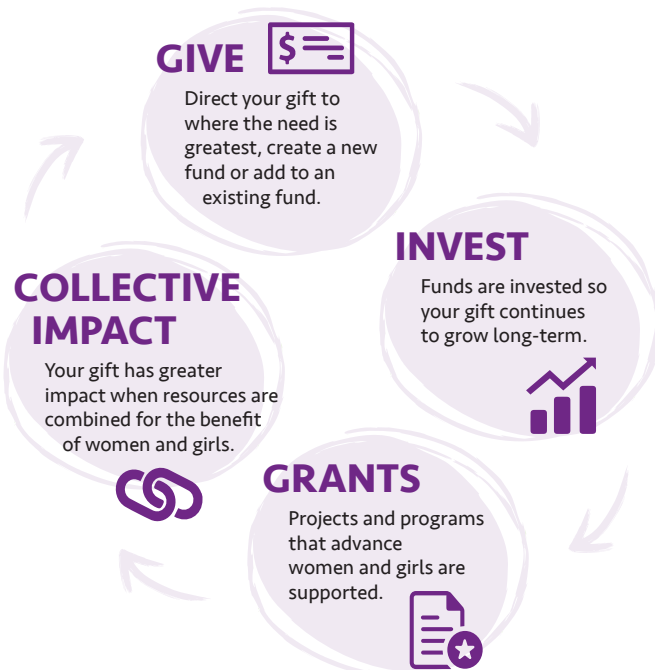 GIVE
$
Direct your gift to
where the need is
greatest, create a new
fund or add to an
existing fund.
INVEST
Funds are invested so
your gift continues
to grow long-term.
GRANTS
Projects and programs
that advance
women and girls are
supported.
COLLECTIVE
IMPACT
Your gift has greater
impact when resources are
combined for the benefit
of women and girls.